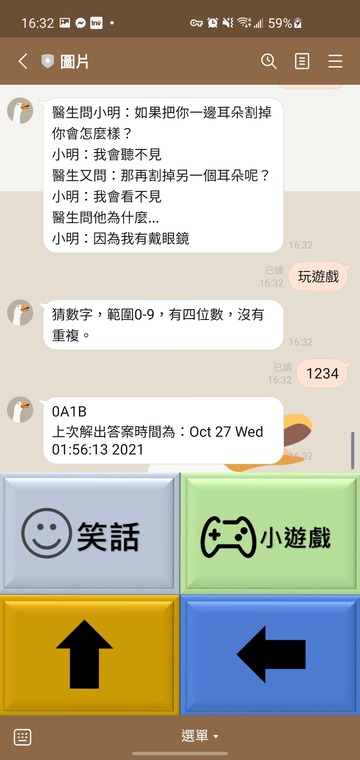 16:32
59%
圖片
醫生問小明：如果把你一邊耳朵割掉
你會怎麼樣？
小明：我會聽不見
醫生又問：那再割掉另一個耳朵呢？
小明：我會看不見
醫生問他為什麼...
小明：因為我有戴眼鏡
16:32
已讀
16:32
玩遊戲
猜數字，範圍0-9，有四位數，沒有
重複。
16:32
已讀
16:32
1234
0A1B
上次解出答案時間為：Oct 27 Wed
01:56:13 2021
16:32
笑話
小遊戲
選單